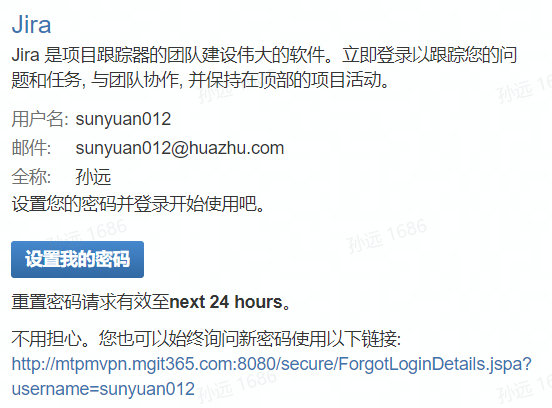 Jira
Jira 是项目跟踪器的团队建设伟大的软件。立即登录以跟踪您的问
题和任务, 与团队协作, 并保持在顶部的项目活动。
用户名: sunyuan012
邮件: sunyuan012@huazhu.com
全称: 孙远
设置您的密码并登录开始使用吧。
设置我的密码
重置密码请求有效至next 24 hours。
不用担心。您也可以始终询问新密码使用以下链接:
http://mtpmvpn.mgit365.com:8080/secure/ForgotLoginDetails.jspa?
username=sunyuan012
孙远 1686
孙远 1686
孙远 1686
孙远 1686
孙远 1686
孙远 1686